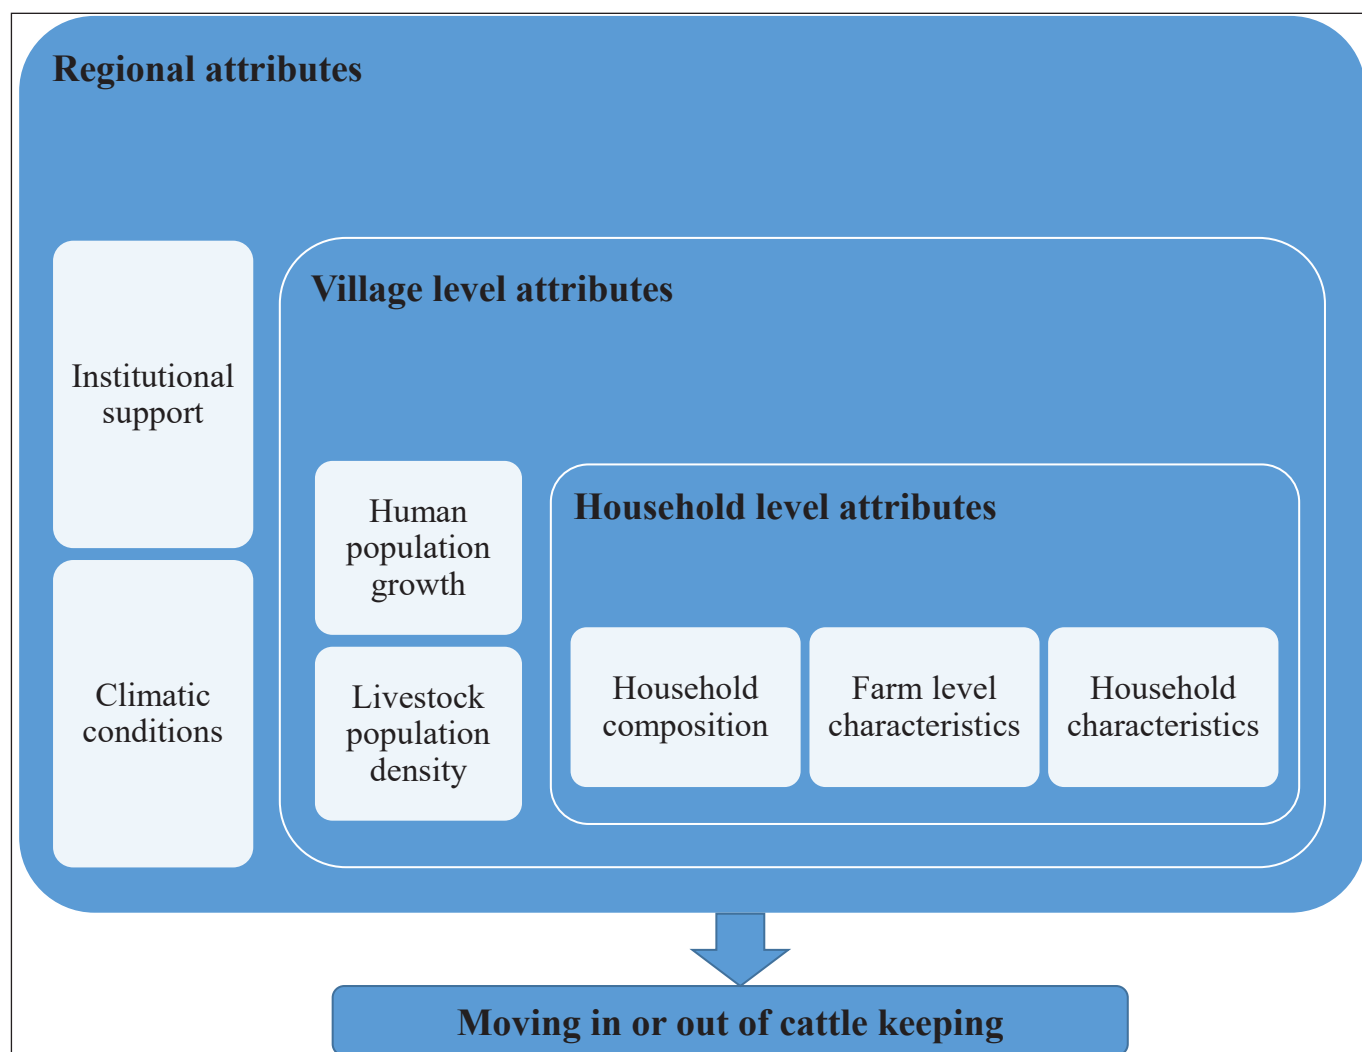 Regional attributes
Institutional
support
Climatic
conditions
Village level attributes
Human
population
growth
Livestock
population
density
Household level attributes
Household
composition
Farm level
characteristics
Household
characteristics
Moving in or out of cattle keeping